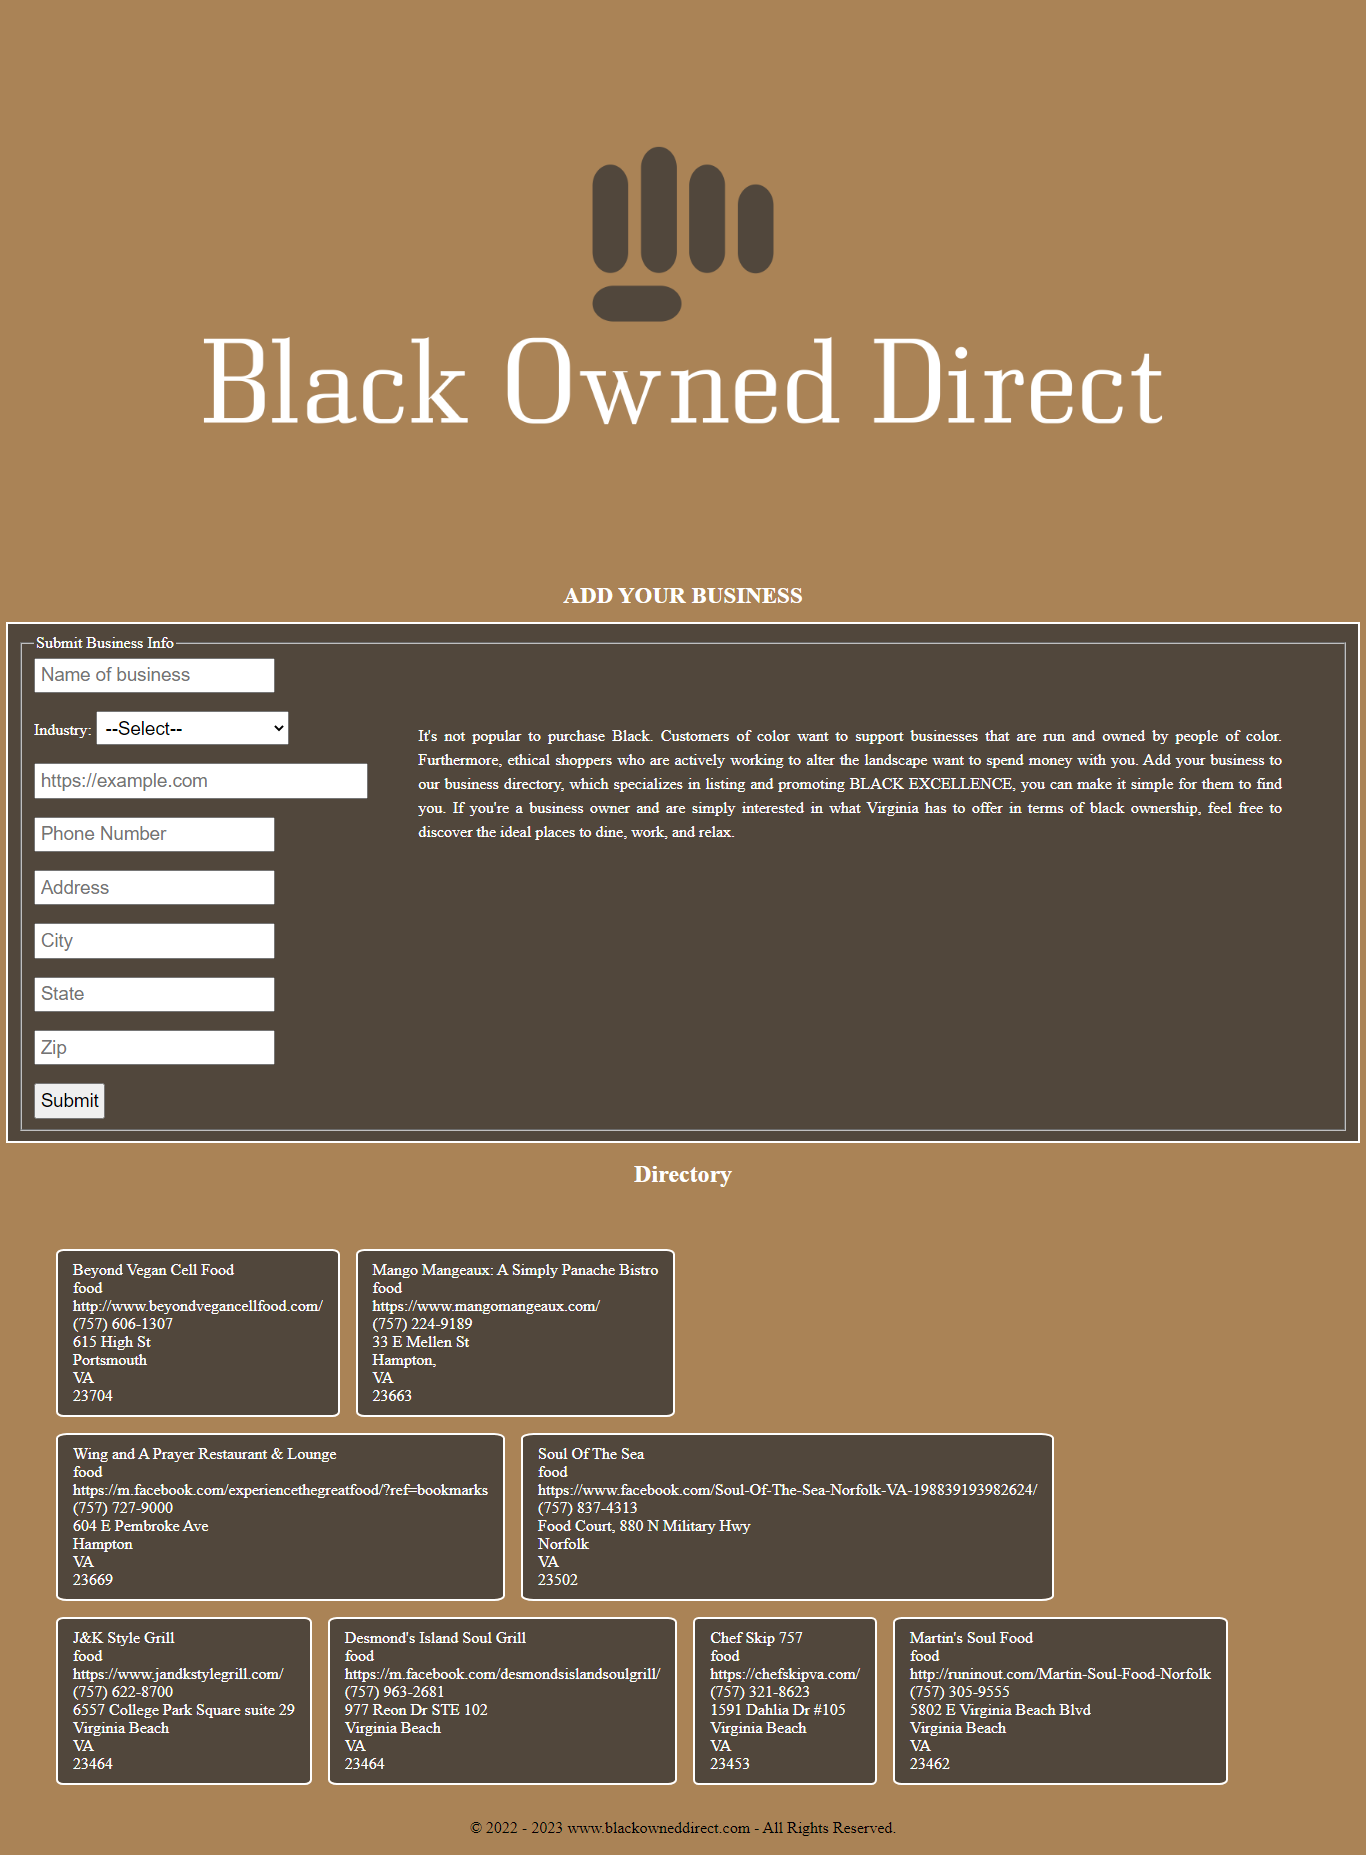 Black Owned Direct
ADD YOUR BUSINESS
Submit Business Info
Name of business
Industry: --Select--
https://example.com
Phone Number
Address
City
State
Zip
Submit
It's not popular to purchase Black. Customers of color want to support businesses that are run and owned by people of color.
Furthermore, ethical shoppers who are actively working to alter the landscape want to spend money with you. Add your business to
our business directory, which specializes in listing and promoting BLACK EXCELLENCE, you can make it simple for them to find
you. If you're a business owner and are simply interested in what Virginia has to offer in terms of black ownership, feel free to
discover the ideal places to dine, work, and relax.
Directory
Beyond Vegan Cell Food
food
http://www.beyondvegancellfood.com/
(757) 606-1307
615 High St
Portsmouth
VA
23704
Mango Mangeaux: A Simply Panache Bistro
food
https://www.mangomangeaux.com/
(757) 224-9189
33 E Mellen St
Hampton,
VA
23663
Wing and A Prayer Restaurant & Lounge
food
https://m.facebook.com/experiencethegreatfood/?ref=bookmarks
(757) 727-9000
604 E Pembroke Ave
Hampton
VA
23669
Soul Of The Sea
food
https://www.facebook.com/Soul-Of-The-Sea-Norfolk-VA-198839193982624/
(757) 837-4313
Food Court, 880 N Military Hwy
Norfolk
VA
23502
J&K Style Grill
food
https://www.jandkstylegrill.com/
(757) 622-8700
6557 College Park Square suite 29
Virginia Beach
VA
23464
Desmond's Island Soul Grill
food
https://m.facebook.com/desmondsislandsoulgrill/
(757) 963-2681
977 Reon Dr STE 102
Virginia Beach
VA
23464
Chef Skip 757
food
https://chefskipva.com/
(757) 321-8623
1591 Dahlia Dr #105
Virginia Beach
VA
23453
Martin's Soul Food
food
http://runinout.com/Martin-Soul-Food-Norfolk
(757) 305-9555
5802 E Virginia Beach Blvd
Virginia Beach
VA
23462
© 2022 - 2023 www.blackowneddirect.com - All Rights Reserved.